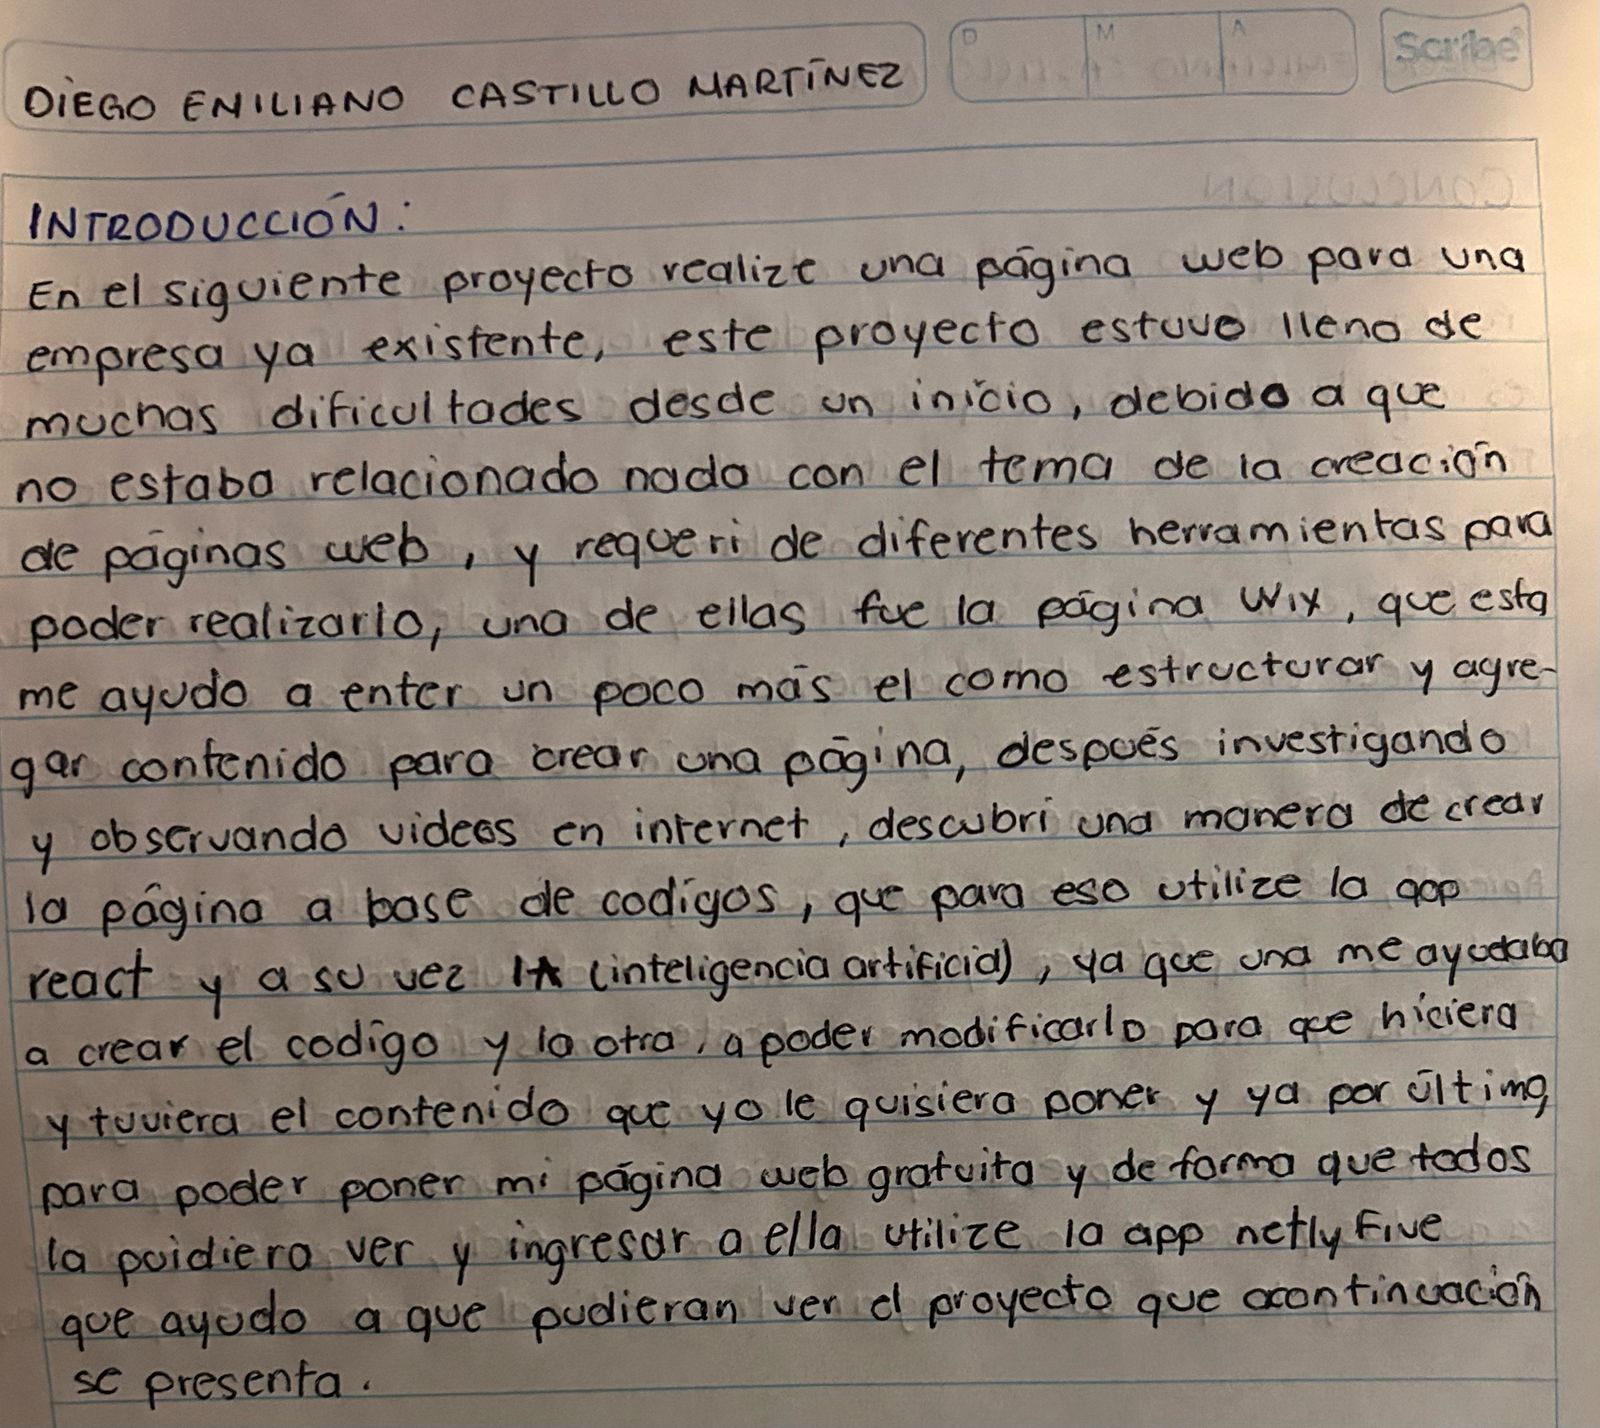 D M A
Scribe
DIEGO EMILIANO CASTILLO MARTÍNEZ
INTRODUCCIÓN:
En el siguiente proyecto realize una página web para una
empresa ya existente, este proyecto estuvo lleno de
muchas dificultades desde un inicio, debido a que
no estaba relacionado nada con el tema de la creación
de páginas web, y requeri de diferentes herramientas para
poder realizarlo, una de ellas fue la página Wix, que esta
me ayudo a enter un poco más el como estructurar y agre-
gar contenido para crear una página, después investigando
y observando videos en internet, descubri una manera de crear
la página a base de codígos, que para eso utilize la app
react y a su vez IA (inteligencia artificial), ya que una me ayudaba
a crear el codigo y la otra, a poder modificarlo para que hiciera
y tuviera el contenido que yo le quisiera poner y ya por último,
para poder poner mi página web gratuita y de forma que todos
la puidiera ver y ingresar a ella utilize la app netlyFive
que ayudo a que pudieran ver el proyecto que acontinuación
se presenta.